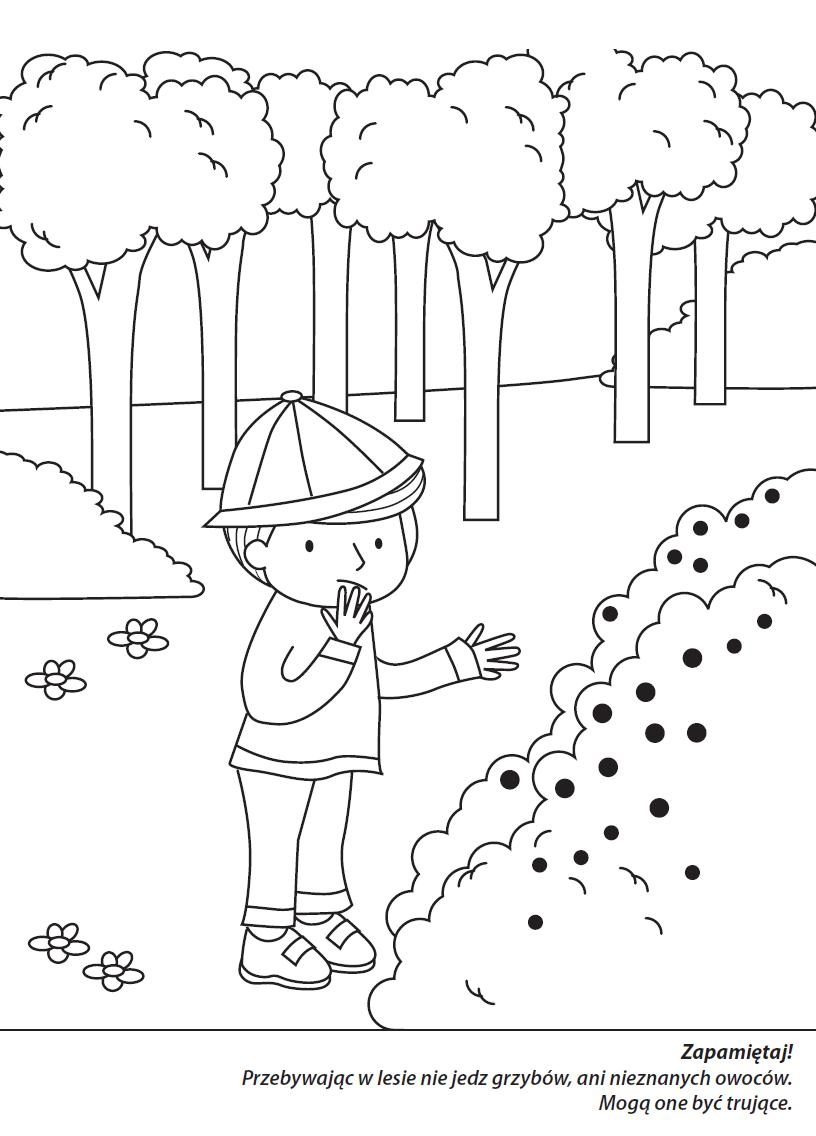 Zapamiętaj!
Przebywając w lesie nie jedz grzybów, ani nieznanych owoców.
Mogą one być trujące.